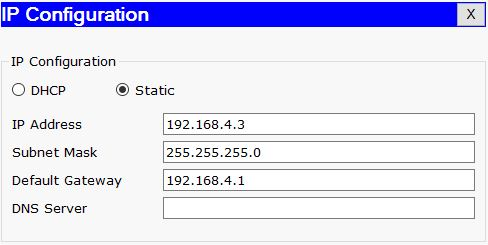 IP Configuration X
IP Configuration
DHCP Static
IP Address 192.168.4.3
Subnet Mask 255.255.255.0
Default Gateway 192.168.4.1
DNS Server